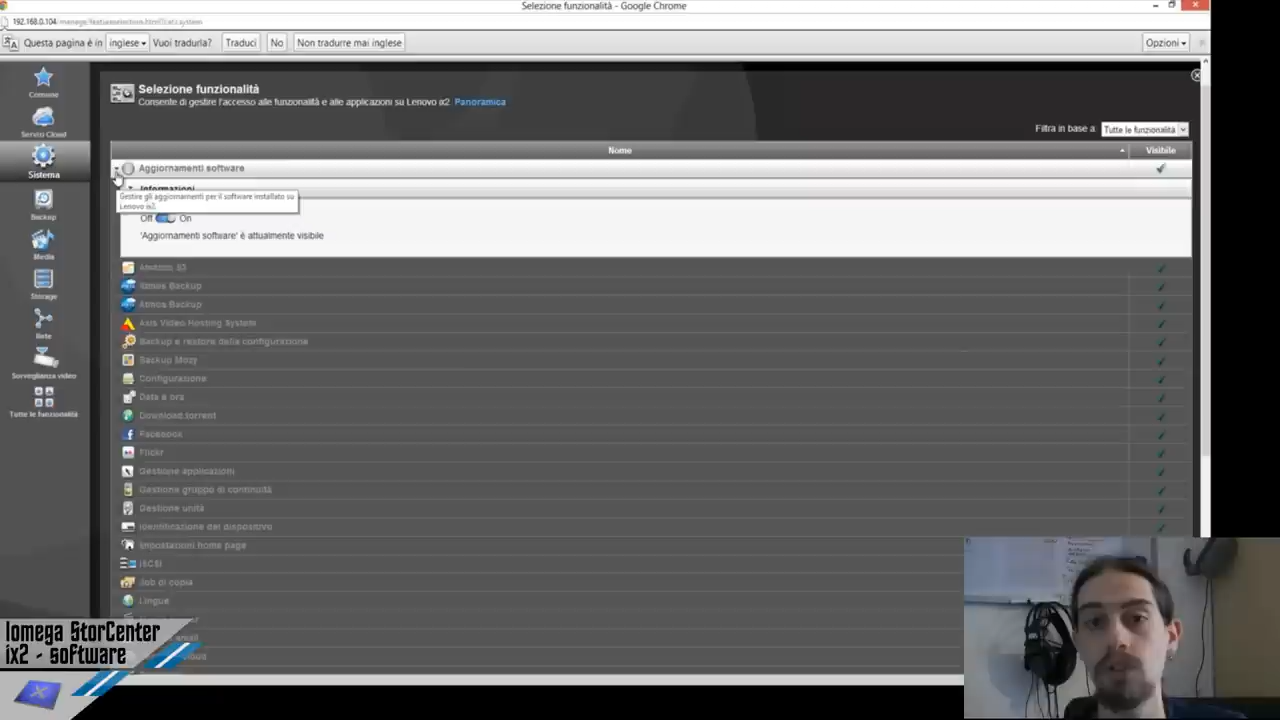 Selezione funzionalità - Google Chrome
Questa pagina è in inglese Vuoi tradurla? Traduci No Non tradurre mai inglese Opzioni
Selezione funzionalità
Consente di gestire l'accesso alle funzionalità e alle applicazioni su Lenovo ix2. Panoramica
Filtra in base a Tutte le funzionalità
Nome Visibile
Aggiornamenti software
Informazioni
Gestire gli aggiornamenti per il software installato su
Lenovo ix2.
Off On
'Aggiornamenti software' è attualmente visibile
Amazon S3
Atmos Backup
Atmos Backup
Axis Video Hosting System
Backup e restore della configurazione
Backup Mozy
Configurazione
Data e ora
Download torrent
Facebook
Flickr
Gestione applicazioni
Gestione gruppo di continuità
Gestione unità
Identificazione del dispositivo
Impostazioni home page
iSCSI
Job di copia
Lingue
Comune
Servizi Cloud
Sistema
Backup
Media
Storage
Rete
Sorveglianza video
Tutte le funzionalità
Iomega StorCenter
ix2 - software